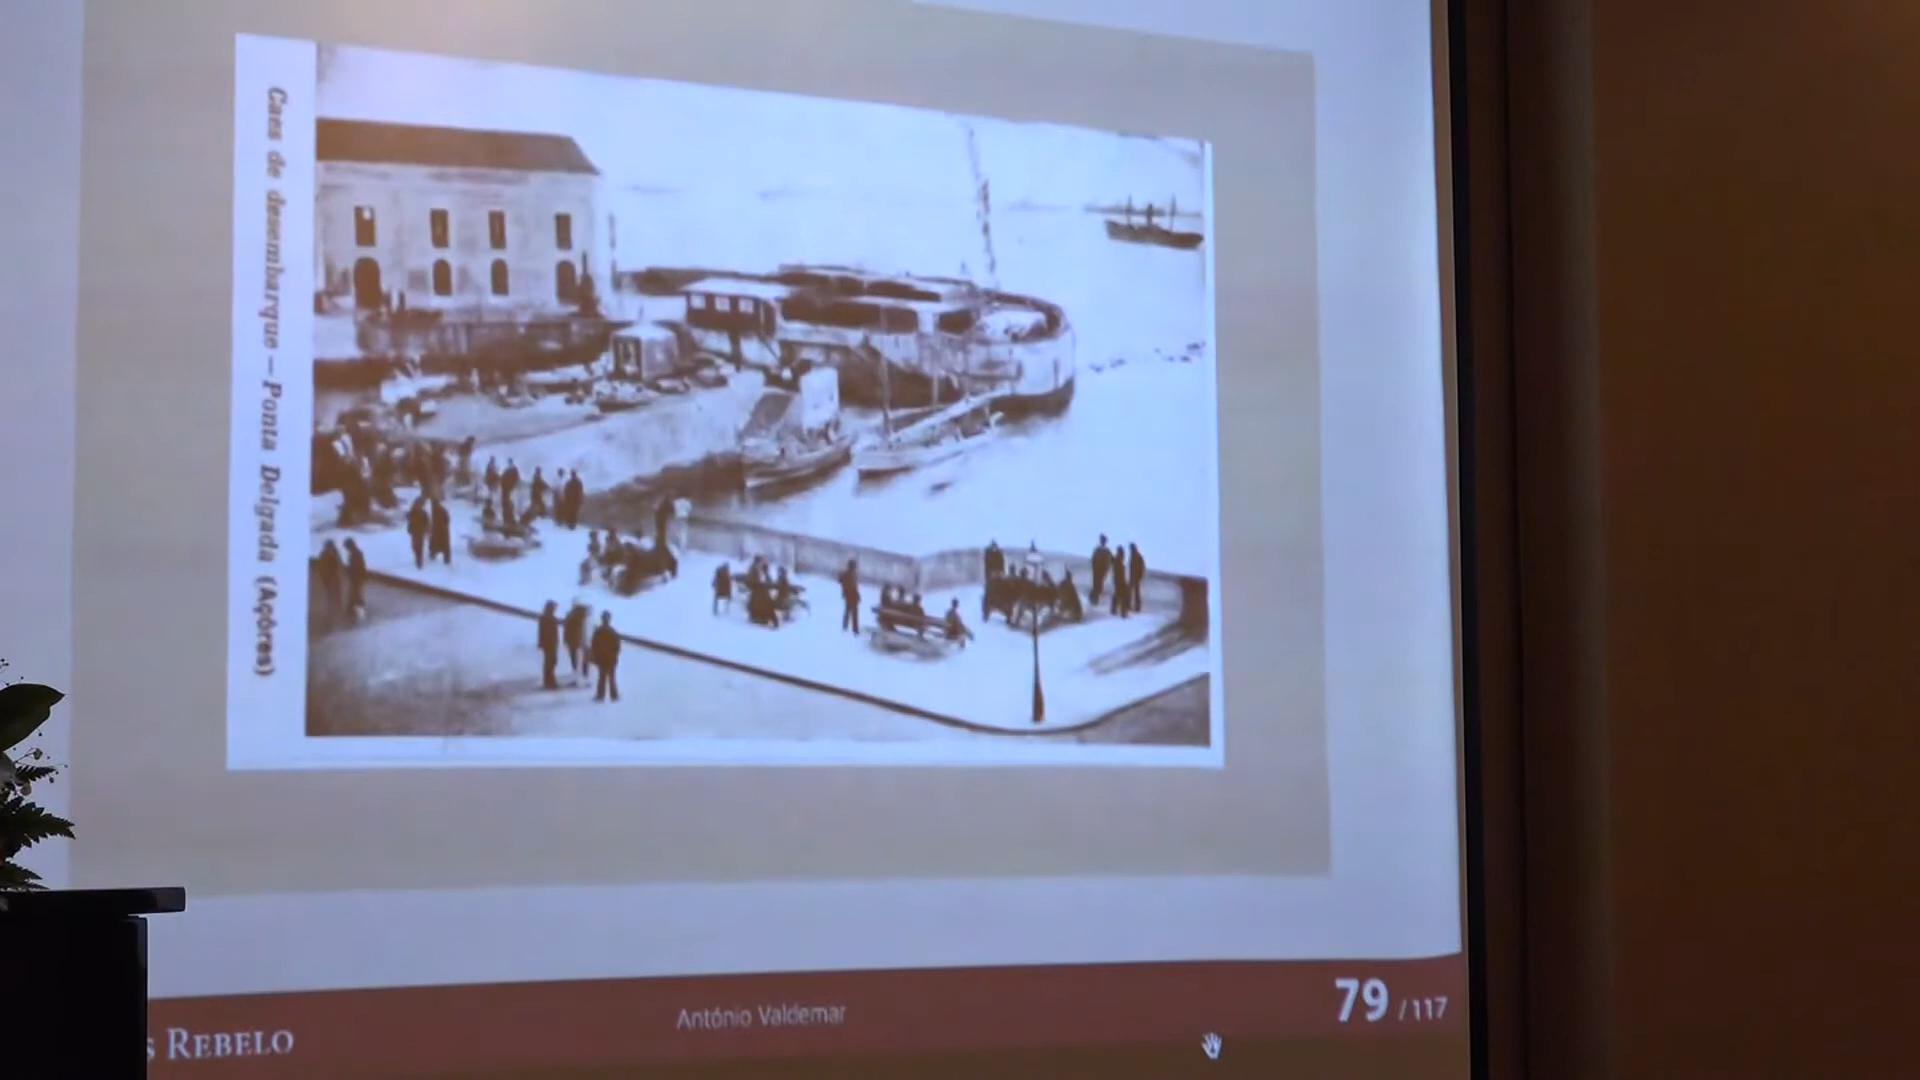 Caes de desembarque — Ponta Delgada (Açôres)
s REBELO
António Valdemar
79 / 117